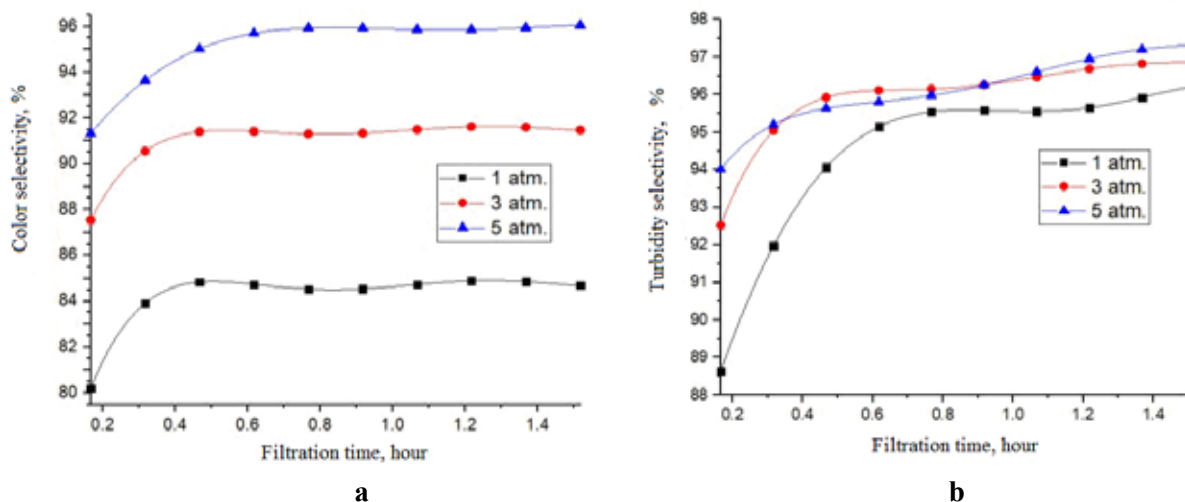 96
94
92
90
88
86
84
82
80
Color selectivity, %
1 atm.
3 atm.
5 atm.
0.2 0.4 0.6 0.8 1.0 1.2 1.4
Filtration time, hour
a
98
97
96
95
94
93
92
91
90
89
88
Turbidity selectivity, %
1 atm.
3 atm.
5 atm.
0.2 0.4 0.6 0.8 1.0 1.2 1.4
Filtration time, hour
b